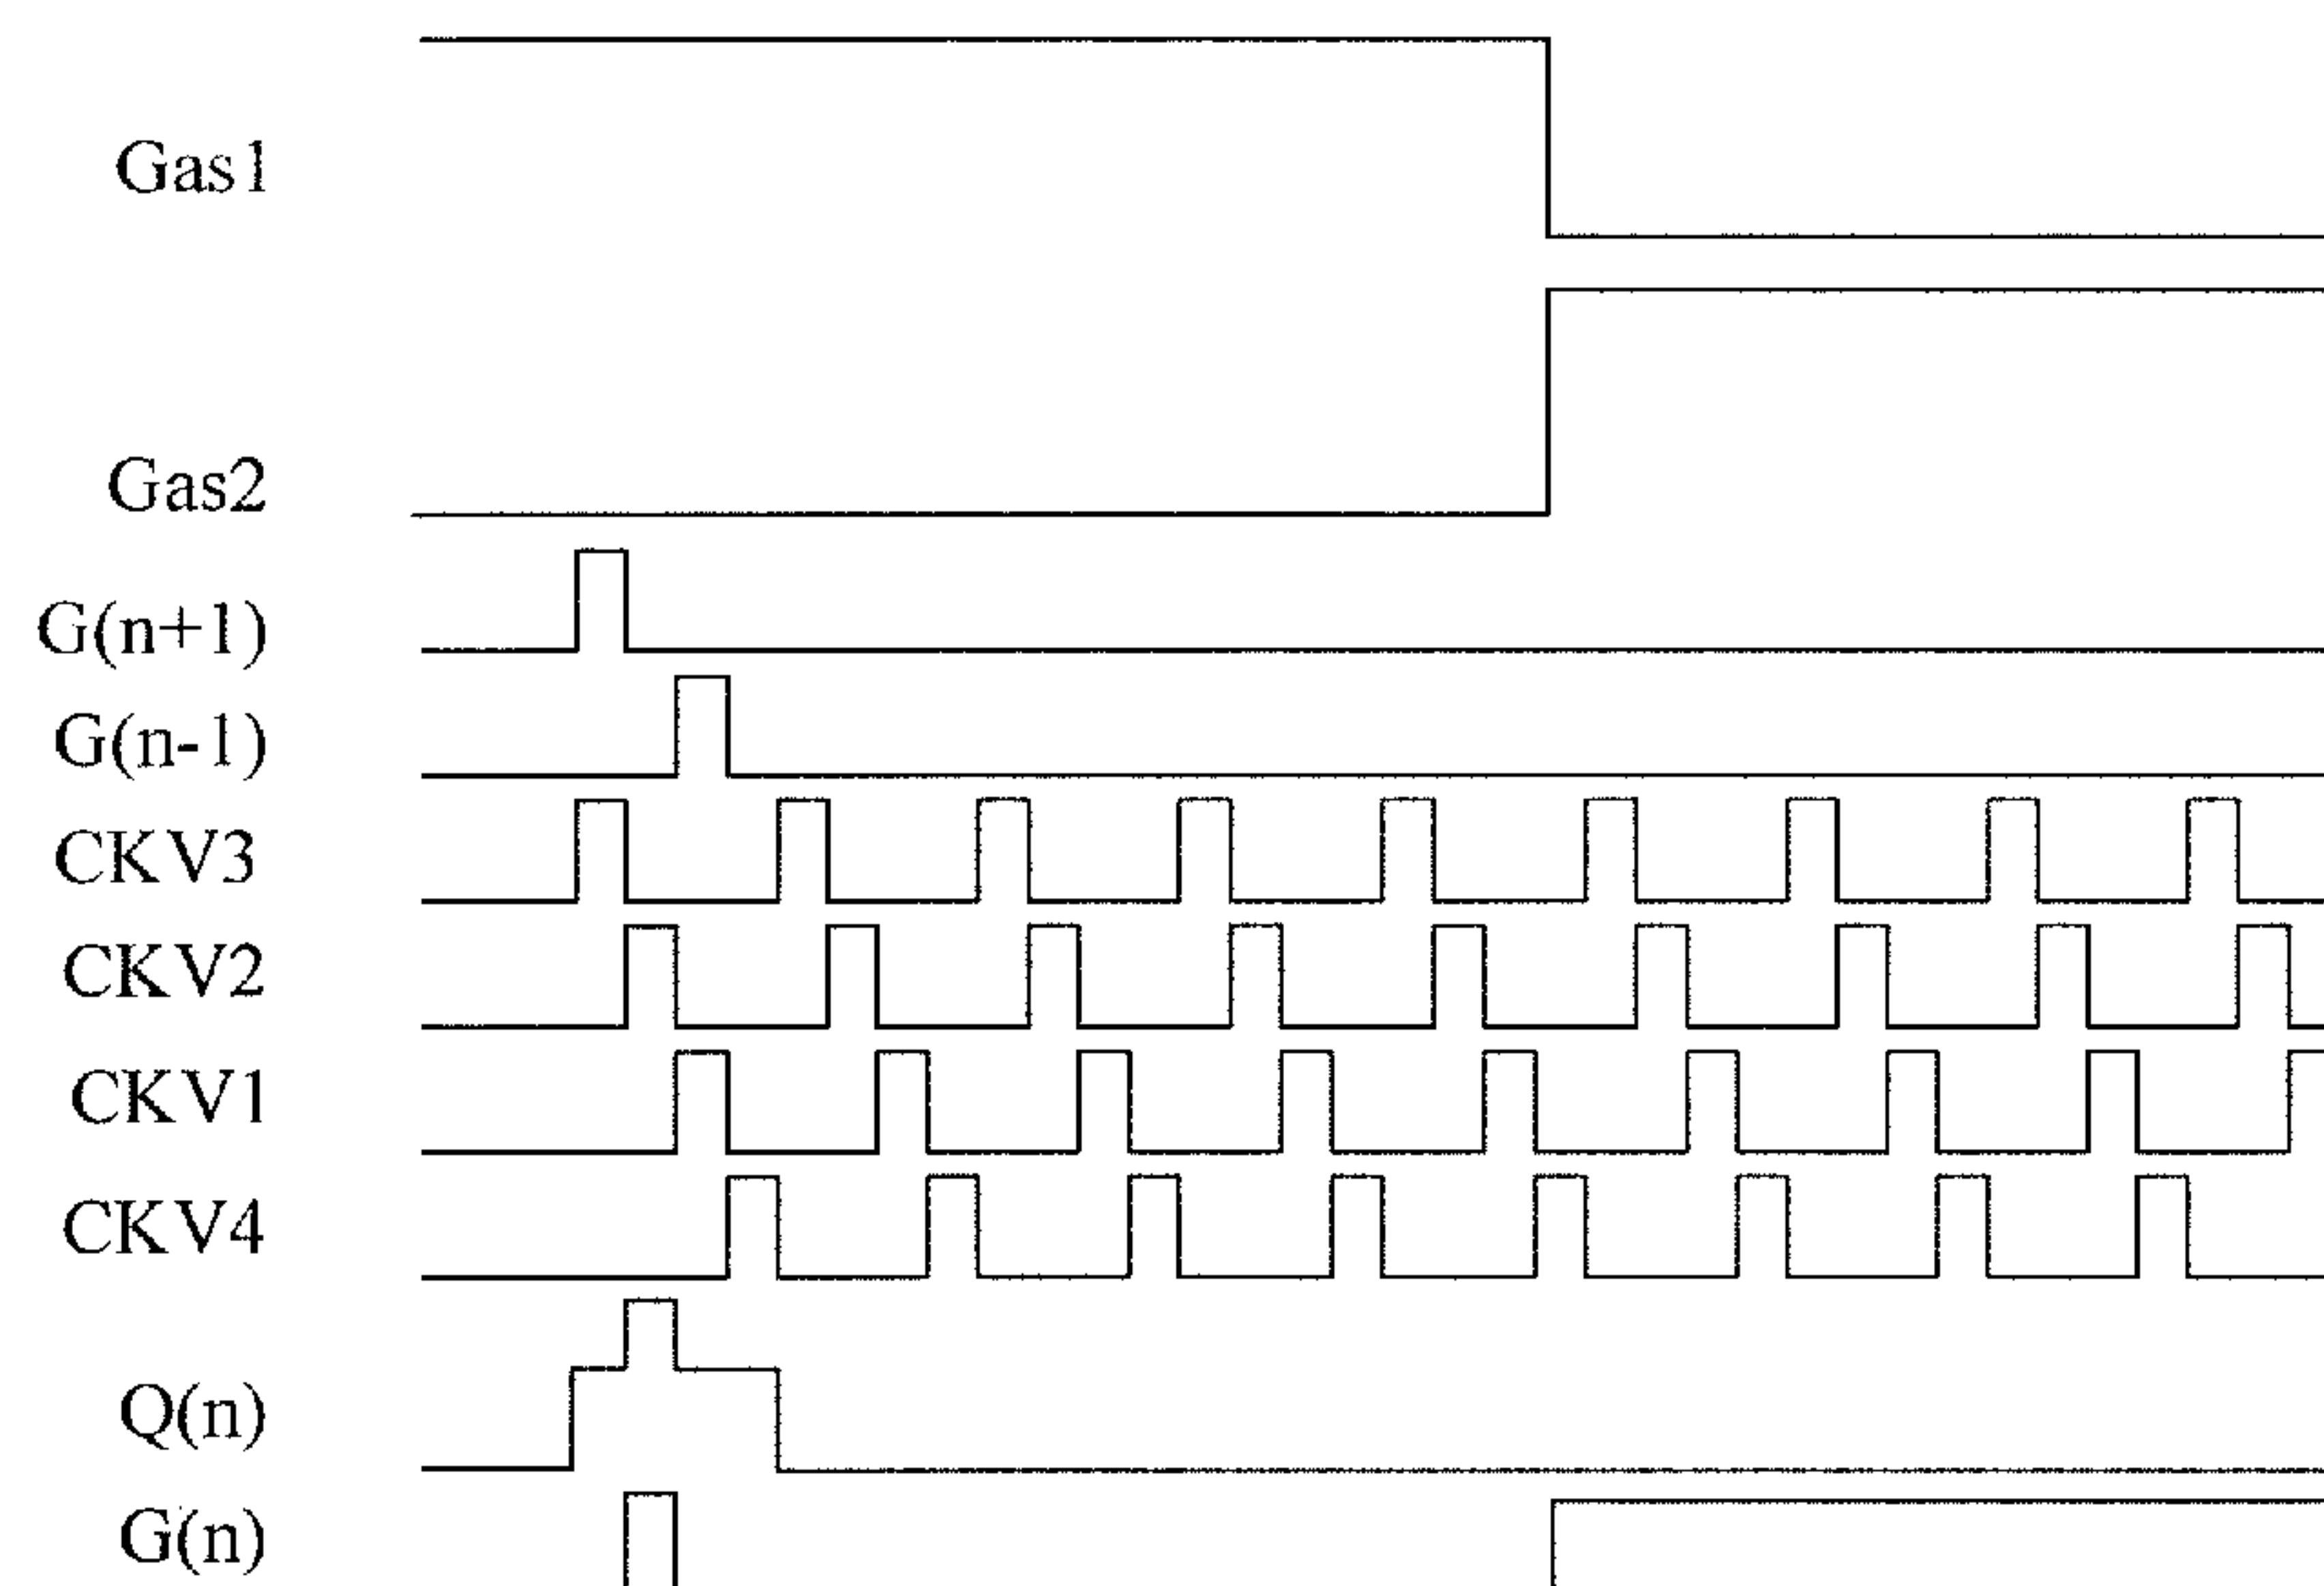 Gas1
Gas2
G(n+1)
G(n-1)
CKV3
CKV2
CKV1
CKV4
Q(n)
G(n)